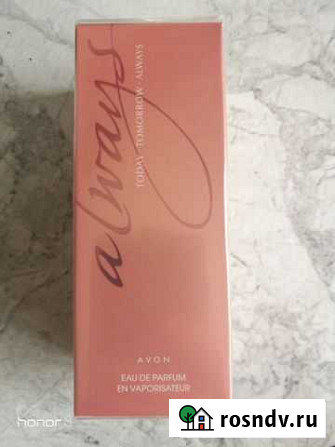 always
TODAY · TOMORROW · ALWAYS
AVON
EAU DE PARFUM
EN VAPORISATEUR
honor
rosndv.ru